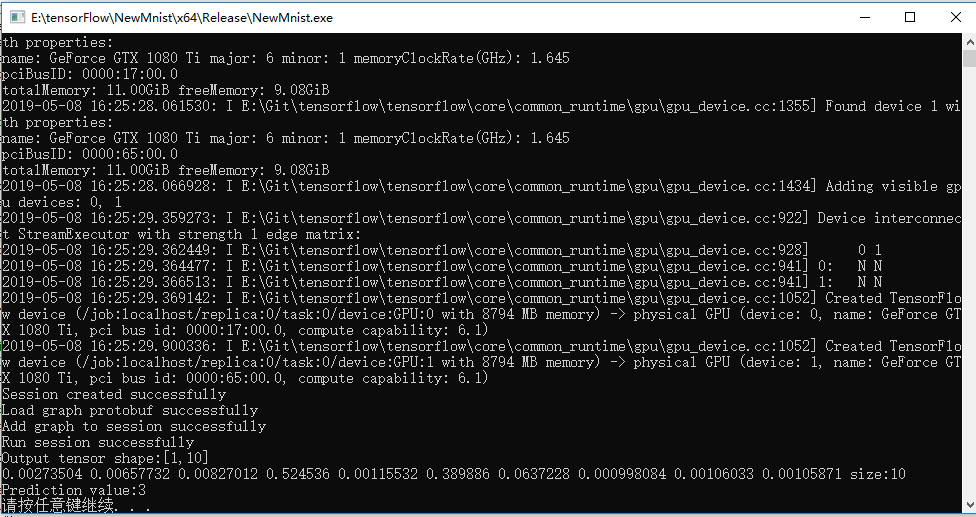 E:\tensorFlow\NewMnist\x64\Release\NewMnist.exe
th properties:
name: GeForce GTX 1080 Ti major: 6 minor: 1 memoryClockRate(GHz): 1.645
pciBusID: 0000:17:00.0
totalMemory: 11.00GiB freeMemory: 9.08GiB
2019-05-08 16:25:28.061530: I E:\Git\tensorflow\tensorflow\core\common_runtime\gpu\gpu_device.cc:1355] Found device 1 wi
th properties:
name: GeForce GTX 1080 Ti major: 6 minor: 1 memoryClockRate(GHz): 1.645
pciBusID: 0000:65:00.0
totalMemory: 11.00GiB freeMemory: 9.08GiB
2019-05-08 16:25:28.066928: I E:\Git\tensorflow\tensorflow\core\common_runtime\gpu\gpu_device.cc:1434] Adding visible gp
u devices: 0, 1
2019-05-08 16:25:29.359273: I E:\Git\tensorflow\tensorflow\core\common_runtime\gpu\gpu_device.cc:922] Device interconnec
t StreamExecutor with strength 1 edge matrix:
2019-05-08 16:25:29.362449: I E:\Git\tensorflow\tensorflow\core\common_runtime\gpu\gpu_device.cc:928]      0 1
2019-05-08 16:25:29.364477: I E:\Git\tensorflow\tensorflow\core\common_runtime\gpu\gpu_device.cc:941] 0:   N N
2019-05-08 16:25:29.366513: I E:\Git\tensorflow\tensorflow\core\common_runtime\gpu\gpu_device.cc:941] 1:   N N
2019-05-08 16:25:29.369142: I E:\Git\tensorflow\tensorflow\core\common_runtime\gpu\gpu_device.cc:1052] Created TensorFlo
w device (/job:localhost/replica:0/task:0/device:GPU:0 with 8794 MB memory) -> physical GPU (device: 0, name: GeForce GT
X 1080 Ti, pci bus id: 0000:17:00.0, compute capability: 6.1)
2019-05-08 16:25:29.900336: I E:\Git\tensorflow\tensorflow\core\common_runtime\gpu\gpu_device.cc:1052] Created TensorFlo
w device (/job:localhost/replica:0/task:0/device:GPU:1 with 8794 MB memory) -> physical GPU (device: 1, name: GeForce GT
X 1080 Ti, pci bus id: 0000:65:00.0, compute capability: 6.1)
Session created successfully
Load graph protobuf successfully
Add graph to session successfully
Run session successfully
Output tensor shape:[1,10]
0.00273504 0.00657732 0.00827012 0.524536 0.00115532 0.389886 0.0637228 0.000998084 0.00106033 0.00105871 size:10
Prediction value:3
请按任意键继续. . .